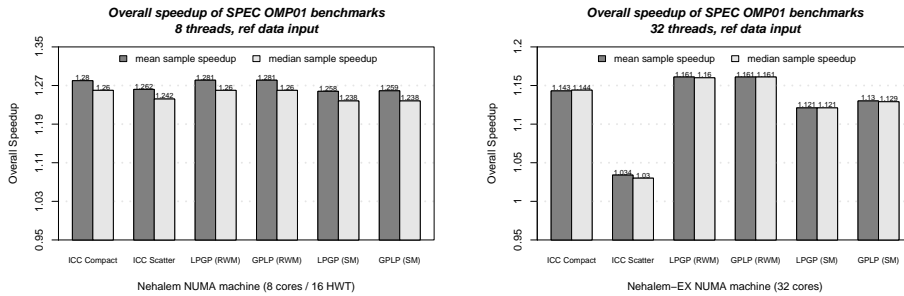 Overall speedup of SPEC OMP01 benchmarks
8 threads, ref data input
mean sample speedup
median sample speedup
Overall Speedup
1.35
1.27
1.19
1.11
1.03
0.95
1.28
1.26
1.262
1.242
1.281
1.26
1.281
1.26
1.258
1.238
1.259
1.238
ICC Compact
ICC Scatter
LPGP (RWM)
GPLP (RWM)
LPGP (SM)
GPLP (SM)
Nehalem NUMA machine (8 cores / 16 HWT)
Overall speedup of SPEC OMP01 benchmarks
32 threads, ref data input
mean sample speedup
median sample speedup
Overall Speedup
1.2
1.15
1.1
1.05
1
0.95
1.143
1.144
1.034
1.03
1.161
1.16
1.161
1.161
1.121
1.121
1.13
1.129
ICC Compact
ICC Scatter
LPGP (RWM)
GPLP (RWM)
LPGP (SM)
GPLP (SM)
Nehalem−EX NUMA machine (32 cores)